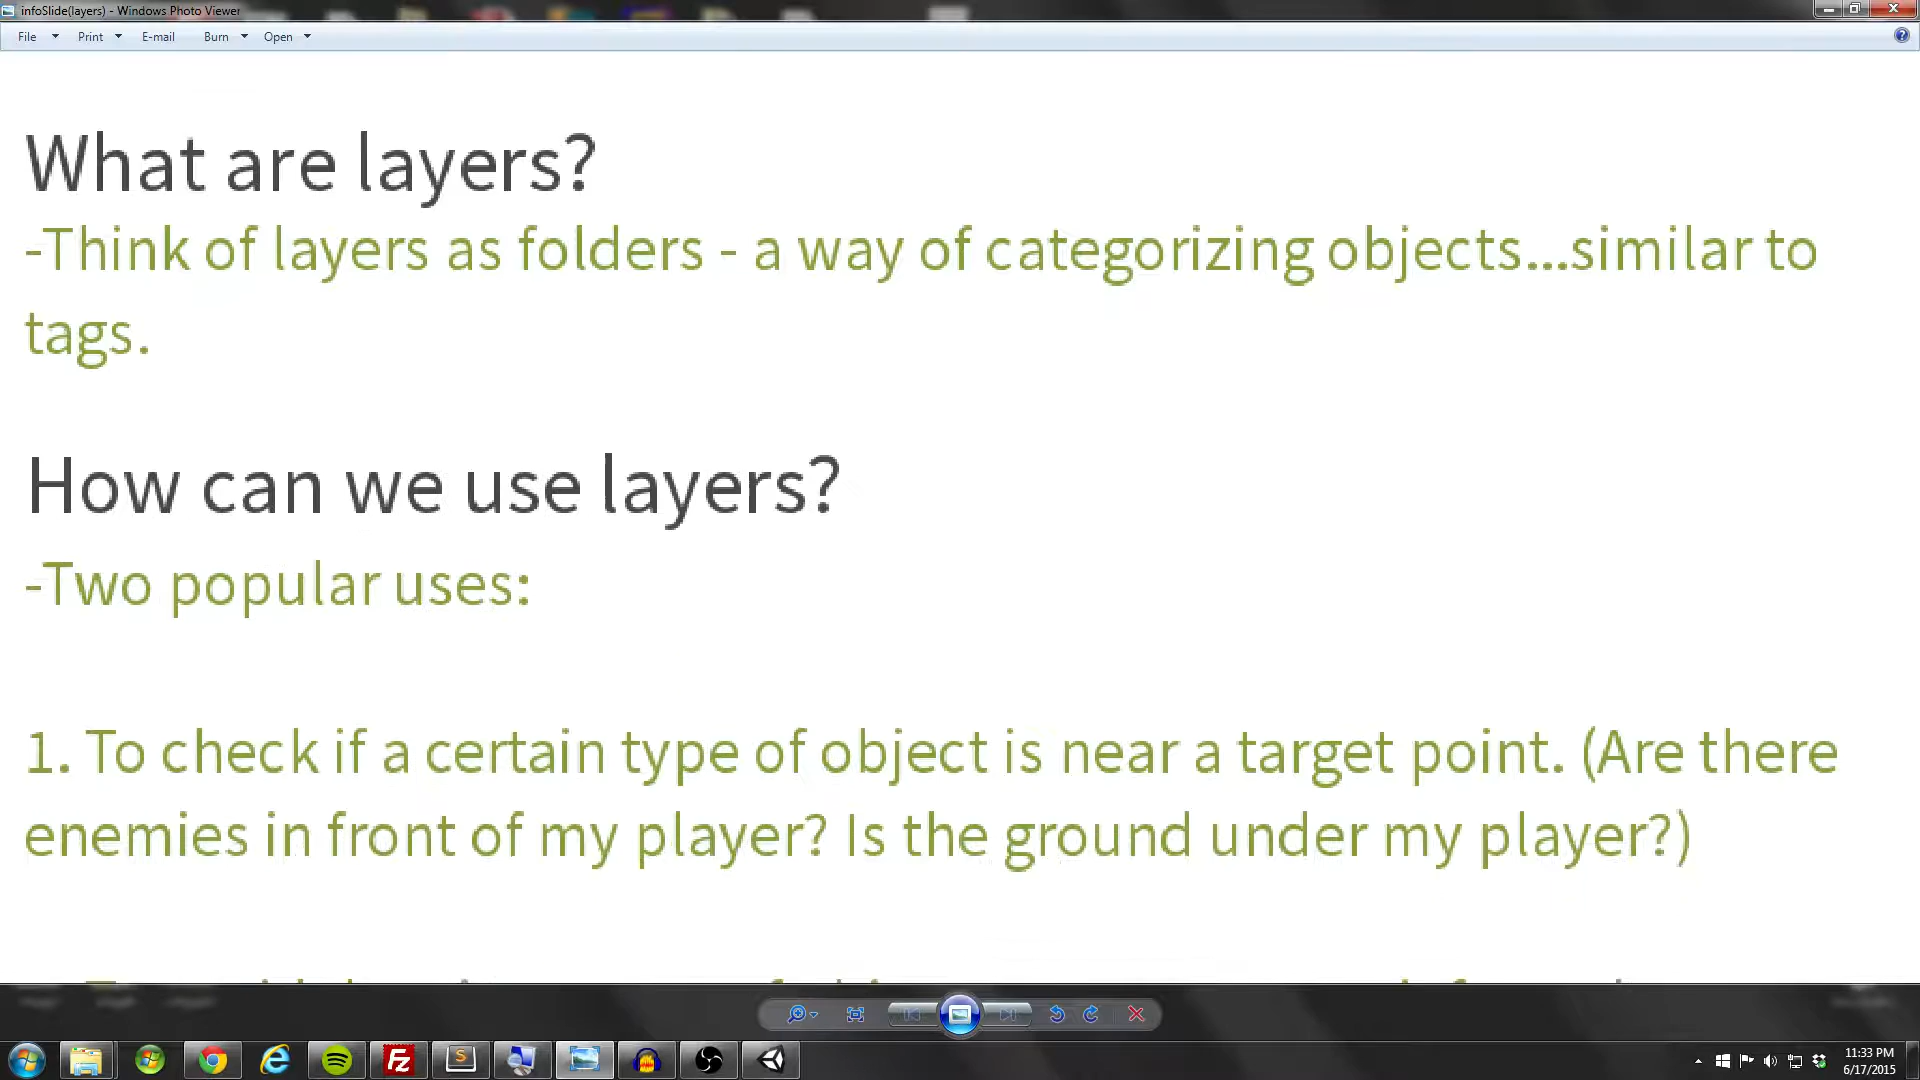 infoSlide(layers) - Windows Photo Viewer
File Print E-mail Burn Open
What are layers?
-Think of layers as folders - a way of categorizing objects...similar to
tags.
How can we use layers?
-Two popular uses:
1. To check if a certain type of object is near a target point. (Are there
enemies in front of my player? Is the ground under my player?)
11:33 PM
6/17/2015